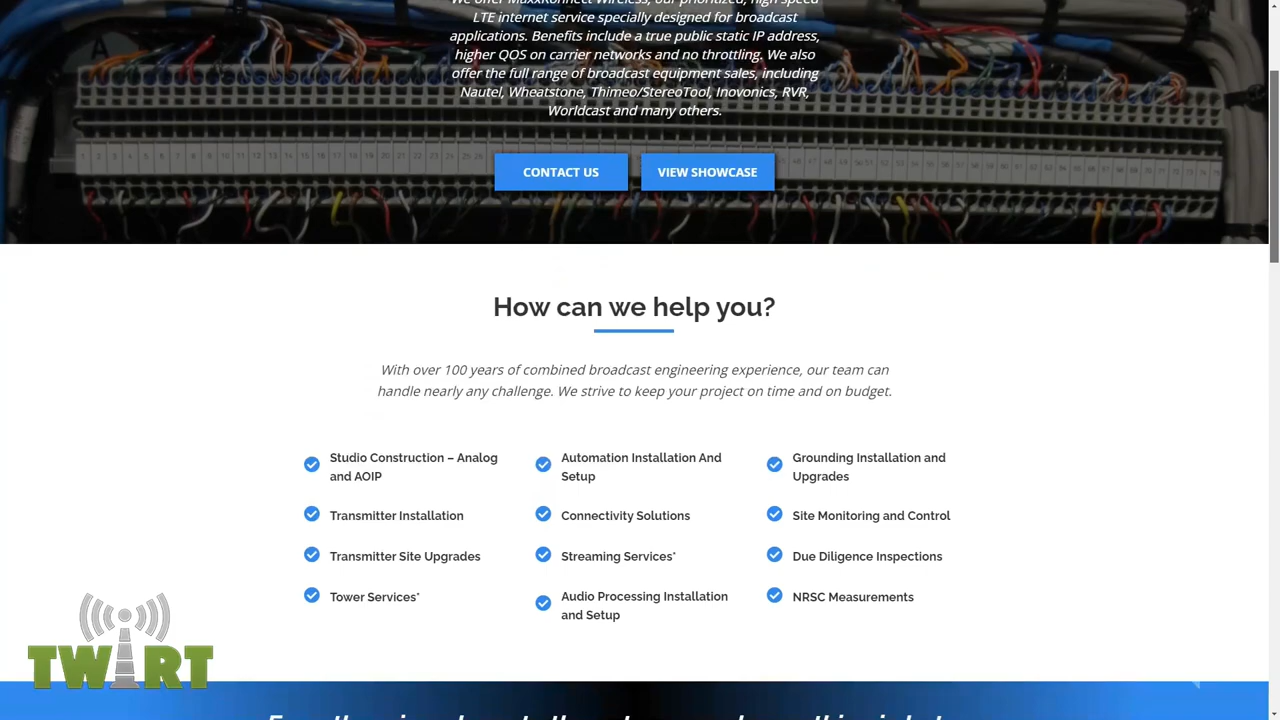 We offer MaxxKonnect Wireless, our prioritized, high speed
LTE internet service specially designed for broadcast
applications. Benefits include a true public static IP address,
higher QOS on carrier networks and no throttling. We also
offer the full range of broadcast equipment sales, including
Nautel, Wheatstone, Thimeo/StereoTool, Inovonics, RVR,
Worldcast and many others.
CONTACT US
VIEW SHOWCASE
How can we help you?
With over 100 years of combined broadcast engineering experience, our team can
handle nearly any challenge. We strive to keep your project on time and on budget.
Studio Construction – Analog
and AOIP
Transmitter Installation
Transmitter Site Upgrades
Tower Services*
Automation Installation And
Setup
Connectivity Solutions
Streaming Services*
Audio Processing Installation
and Setup
Grounding Installation and
Upgrades
Site Monitoring and Control
Due Diligence Inspections
NRSC Measurements
TWIRT